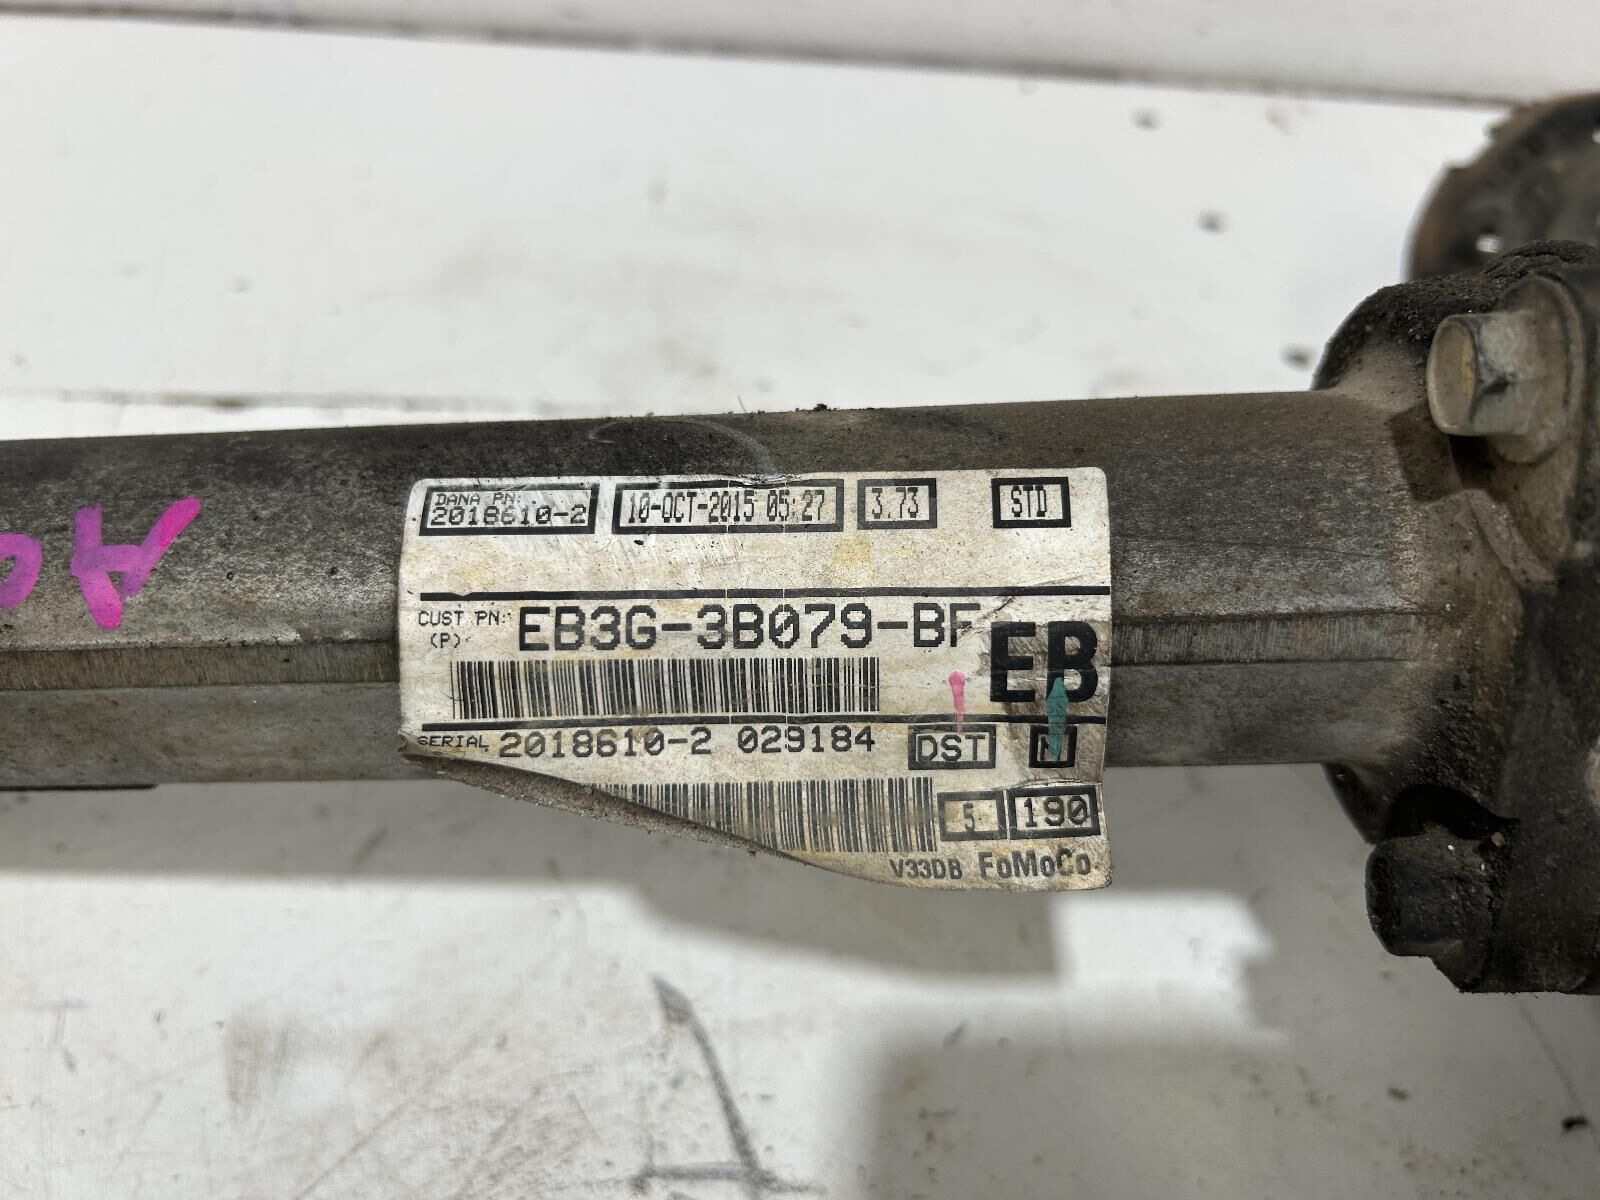 DANA PN:
2018610-2
10-OCT-2015 05:27
3.73
STD
CUST PN:
(P)
EB3G-3B079-BF
EB
SERIAL 2018610-2 029184
DST
5
190
V33DB FoMoCo